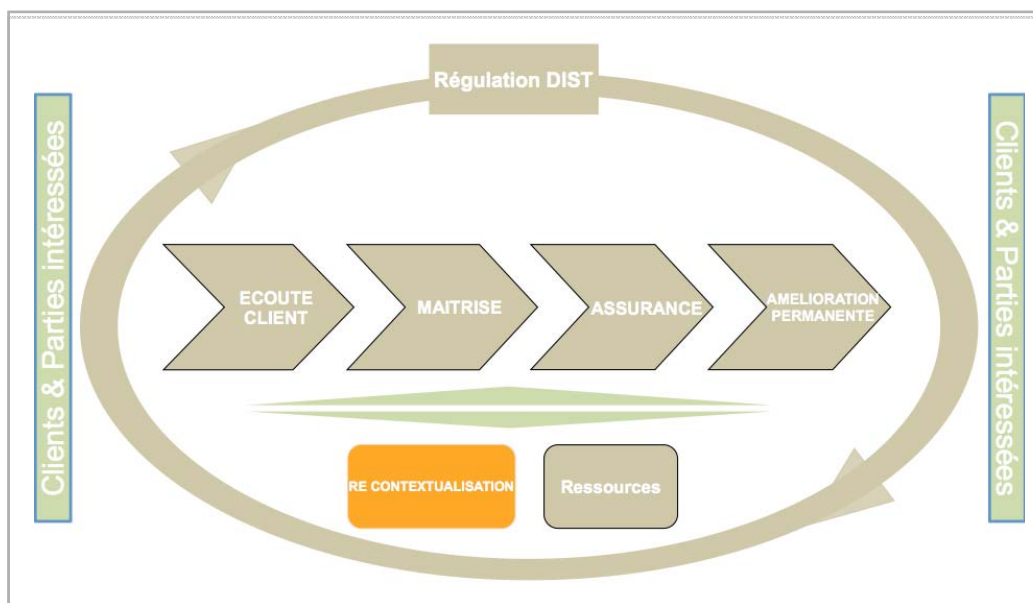 Régulation DIST
Clients & Parties intéressées
Clients & Parties intéressées
ECOUTE
CLIENT
MAITRISE
ASSURANCE
AMELIORATION
PERMANENTE
RE CONTEXTUALISATION
Ressources